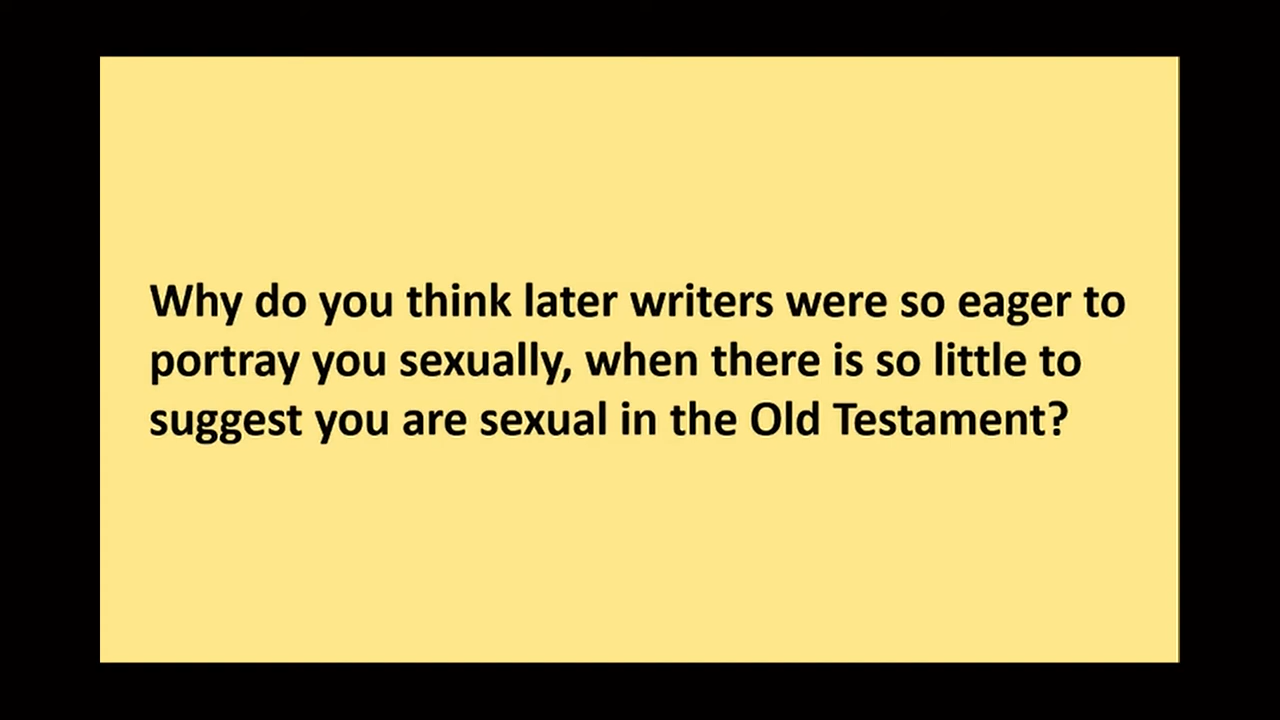 Why do you think later writers were so eager to
portray you sexually, when there is so little to
suggest you are sexual in the Old Testament?